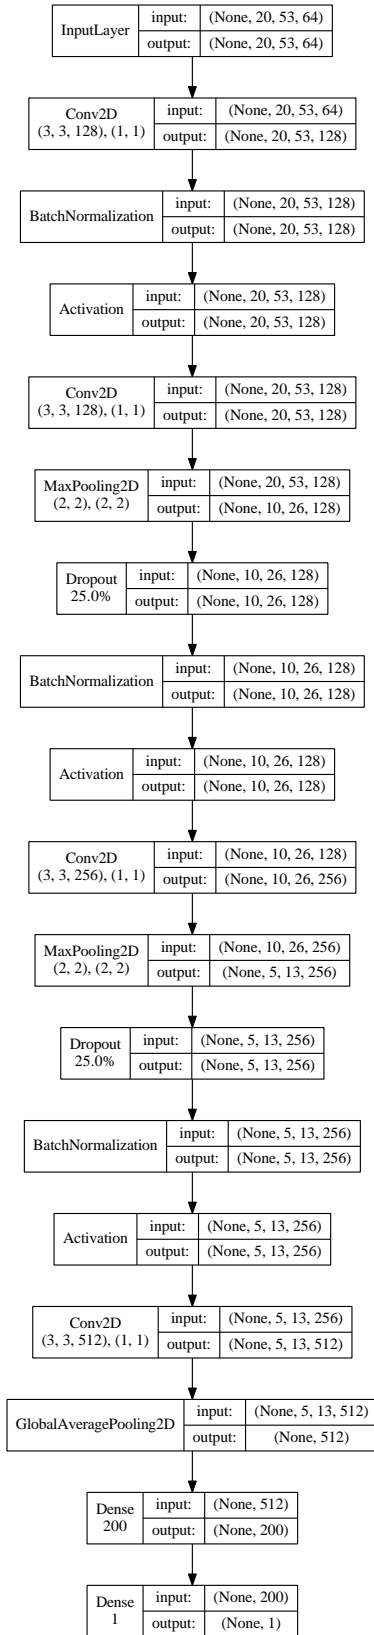 InputLayer
input: (None, 20, 53, 64)
output: (None, 20, 53, 64)
Conv2D
(3, 3, 128), (1, 1)
input: (None, 20, 53, 64)
output: (None, 20, 53, 128)
BatchNormalization
input: (None, 20, 53, 128)
output: (None, 20, 53, 128)
Activation
input: (None, 20, 53, 128)
output: (None, 20, 53, 128)
Conv2D
(3, 3, 128), (1, 1)
input: (None, 20, 53, 128)
output: (None, 20, 53, 128)
MaxPooling2D
(2, 2), (2, 2)
input: (None, 20, 53, 128)
output: (None, 10, 26, 128)
Dropout
25.0%
input: (None, 10, 26, 128)
output: (None, 10, 26, 128)
BatchNormalization
input: (None, 10, 26, 128)
output: (None, 10, 26, 128)
Activation
input: (None, 10, 26, 128)
output: (None, 10, 26, 128)
Conv2D
(3, 3, 256), (1, 1)
input: (None, 10, 26, 128)
output: (None, 10, 26, 256)
MaxPooling2D
(2, 2), (2, 2)
input: (None, 10, 26, 256)
output: (None, 5, 13, 256)
Dropout
25.0%
input: (None, 5, 13, 256)
output: (None, 5, 13, 256)
BatchNormalization
input: (None, 5, 13, 256)
output: (None, 5, 13, 256)
Activation
input: (None, 5, 13, 256)
output: (None, 5, 13, 256)
Conv2D
(3, 3, 512), (1, 1)
input: (None, 5, 13, 256)
output: (None, 5, 13, 512)
GlobalAveragePooling2D
input: (None, 5, 13, 512)
output: (None, 512)
Dense
200
input: (None, 512)
output: (None, 200)
Dense
1
input: (None, 200)
output: (None, 1)